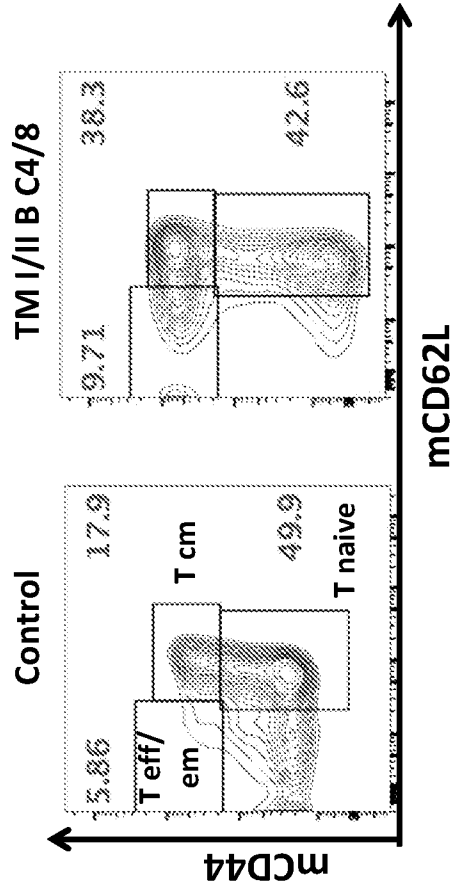 Control
TM I/II B C4/8
5.86
17.9
T eff/
em
T cm
49.9
T naive
9.71
38.3
42.6
mCD44
mCD62L